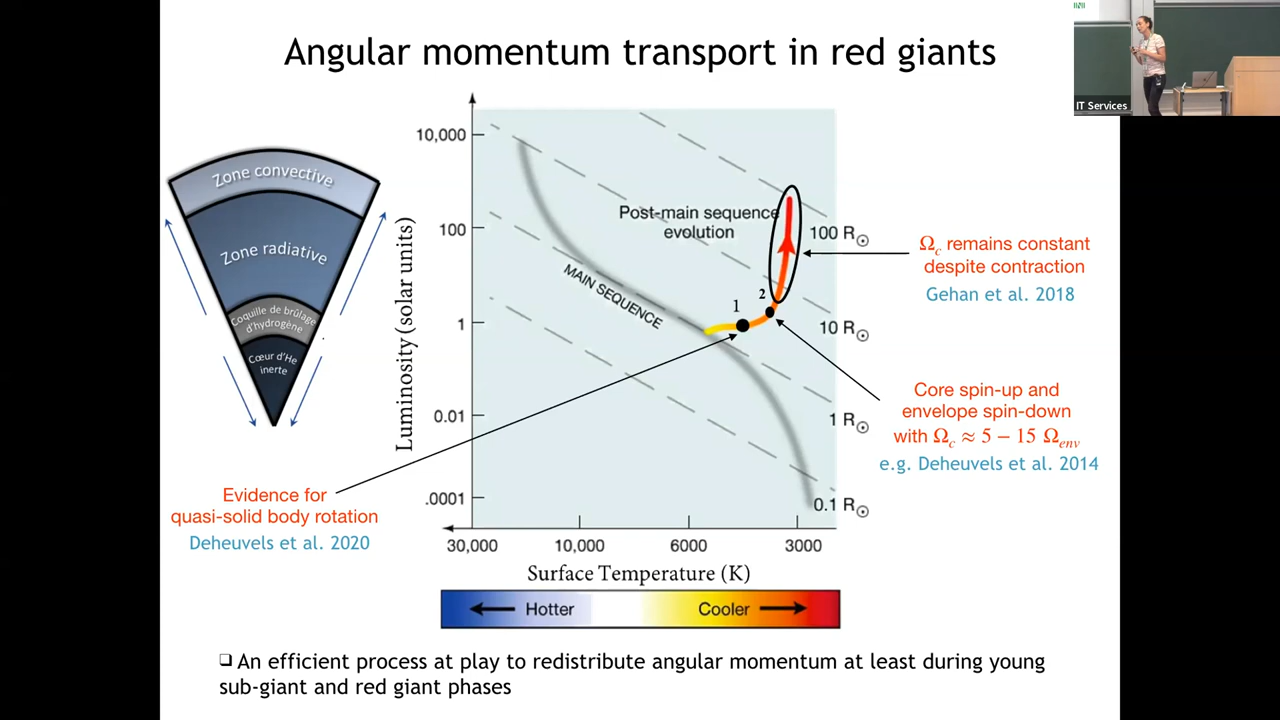 Angular momentum transport in red giants
IT Services
Zone convective
Zone radiative
Coquille de brûlage
d'hydrogène
Cœur d'He
inerte
Luminosity (solar units)
10,000
100
1
0.01
.0001
Post-main sequence
evolution
MAIN SEQUENCE
1
2
100 R☉
10 R☉
1 R☉
0.1 R☉
Ωc remains constant
despite contraction
Gehan et al. 2018
Core spin-up and
envelope spin-down
with Ωc ≈ 5 − 15 Ωenv
e.g. Deheuvels et al. 2014
Evidence for
quasi-solid body rotation
Deheuvels et al. 2020
30,000 10,000 6000 3000
Surface Temperature (K)
Hotter Cooler
❑ An efficient process at play to redistribute angular momentum at least during young
sub-giant and red giant phases